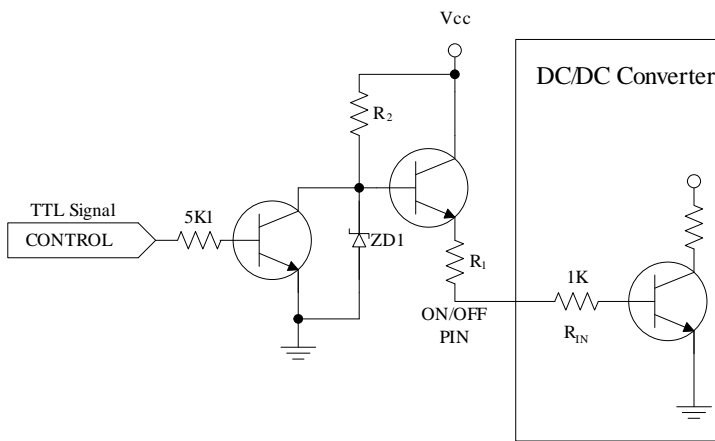 Vcc
DC/DC Converter
R2
TTL Signal
CONTROL
5K1
ZD1
R1
1K
ON/OFF
PIN
RIN